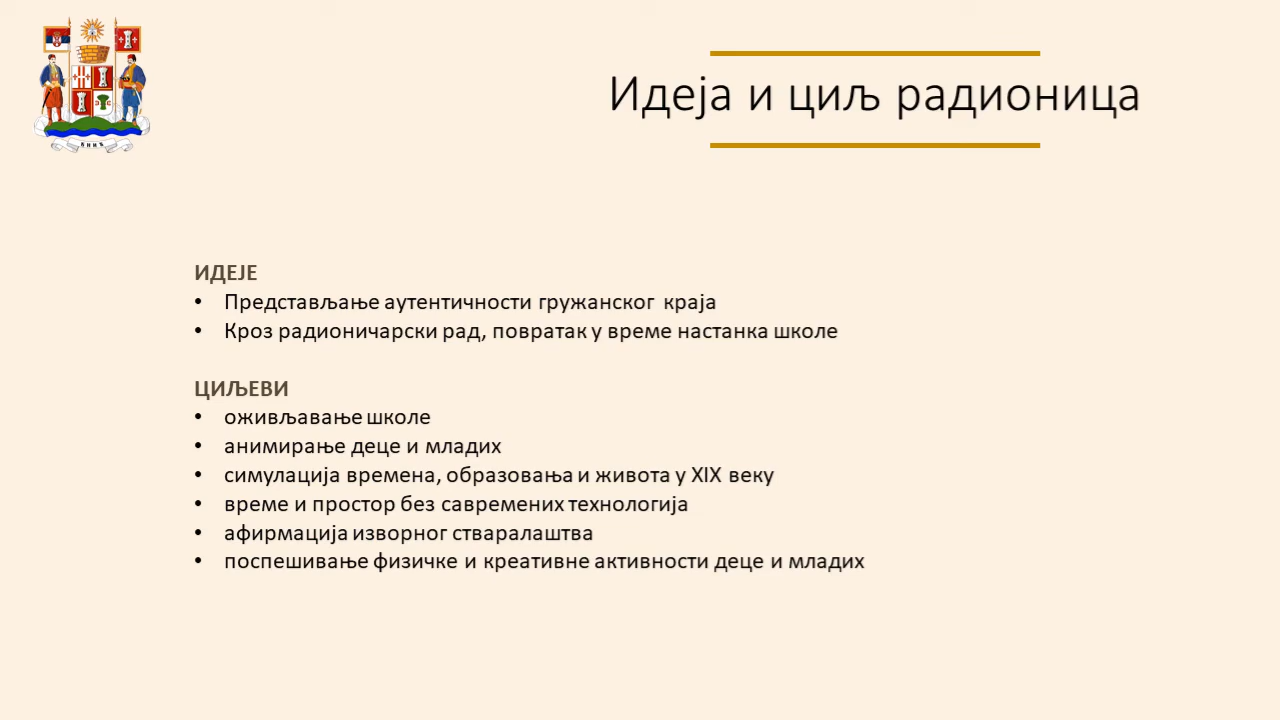 Идеја и циљ радионица
ИДЕЈЕ
• Представљање аутентичности гружанског краја
• Кроз радионичарски рад, повратак у време настанка школе
ЦИЉЕВИ
• оживљавање школе
• анимирање деце и младих
• симулација времена, образовања и живота у XIX веку
• време и простор без савремених технологија
• афирмација изворног стваралаштва
• поспешивање физичке и креативне активности деце и младих